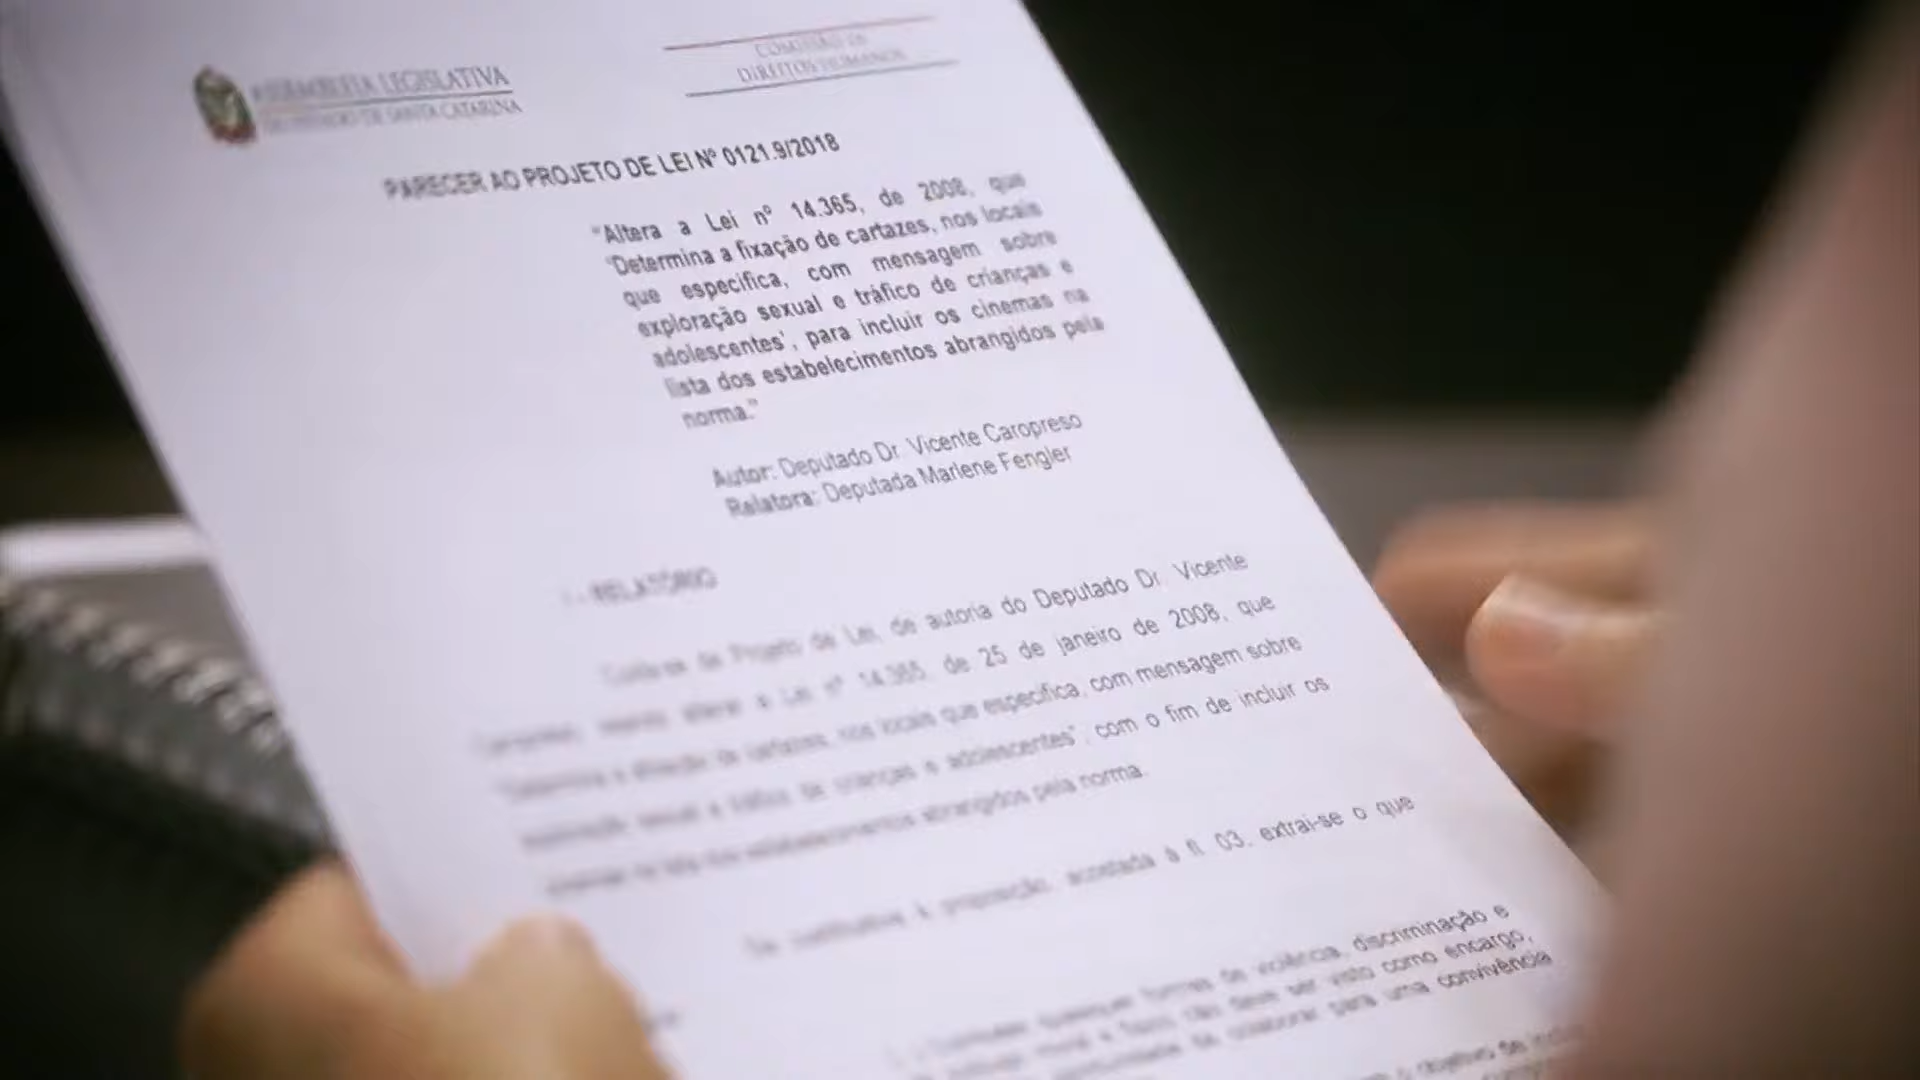 ASSEMBLEIA LEGISLATIVA
DO ESTADO DE SANTA CATARINA
COMISSÃO DE
DIREITOS HUMANOS
PARECER AO PROJETO DE LEI Nº 0121.9/2018
“Altera a Lei nº 14.365, de 2008, que
‘Determina a fixação de cartazes, nos locais
que especifica, com mensagem sobre
exploração sexual e tráfico de crianças e
adolescentes’, para incluir os cinemas na
lista dos estabelecimentos abrangidos pela
norma.”
Autor: Deputado Dr. Vicente Caropreso
Relatora: Deputada Marlene Fengler
I - RELATÓRIO
de Projeto de Lei, de autoria do Deputado Dr. Vicente
alterar a Lei nº 14.365, de 25 de janeiro de 2008, que
“Determina a fixação de cartazes, nos locais que especifica, com mensagem sobre
exploração sexual e tráfico de crianças e adolescentes”, com o fim de incluir os
cinemas na lista dos estabelecimentos abrangidos pela norma.
Da justificativa à proposição, acostada à fl. 03, extrai-se o que
formas de violência, discriminação e
não deve ser visto como encargo,
colaborar para uma convivência
objetivo de